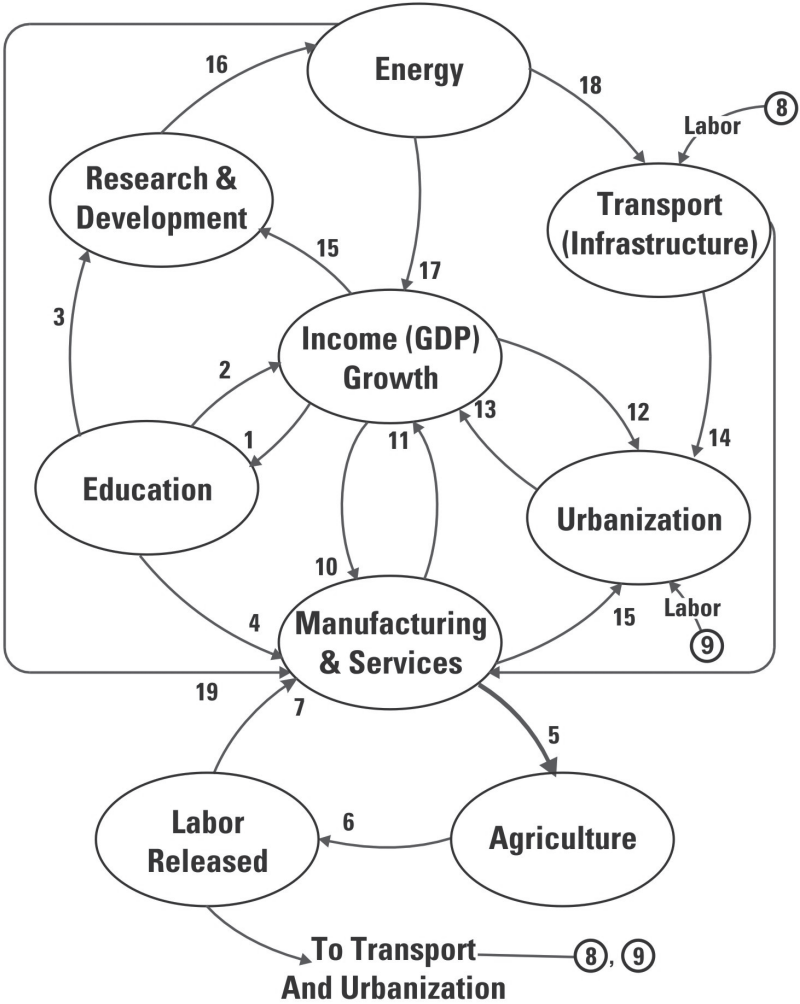 Energy
16
18
8
Labor
Research &
Development
Transport
(Infrastructure)
15
17
3
Income (GDP)
Growth
2
12
13
1
11
14
Education
Urbanization
10
4
Manufacturing
& Services
15
Labor
9
19
7
5
Labor
Released
6
Agriculture
To Transport
And Urbanization
8, 9